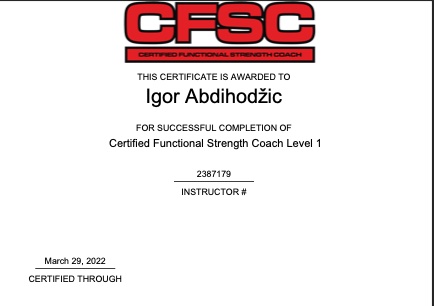 CFSC
CERTIFIED FUNCTIONAL STRENGTH COACH
THIS CERTIFICATE IS AWARDED TO
Igor Abdihodžic
FOR SUCCESSFUL COMPLETION OF
Certified Functional Strength Coach Level 1
2387179
INSTRUCTOR #
March 29, 2022
CERTIFIED THROUGH